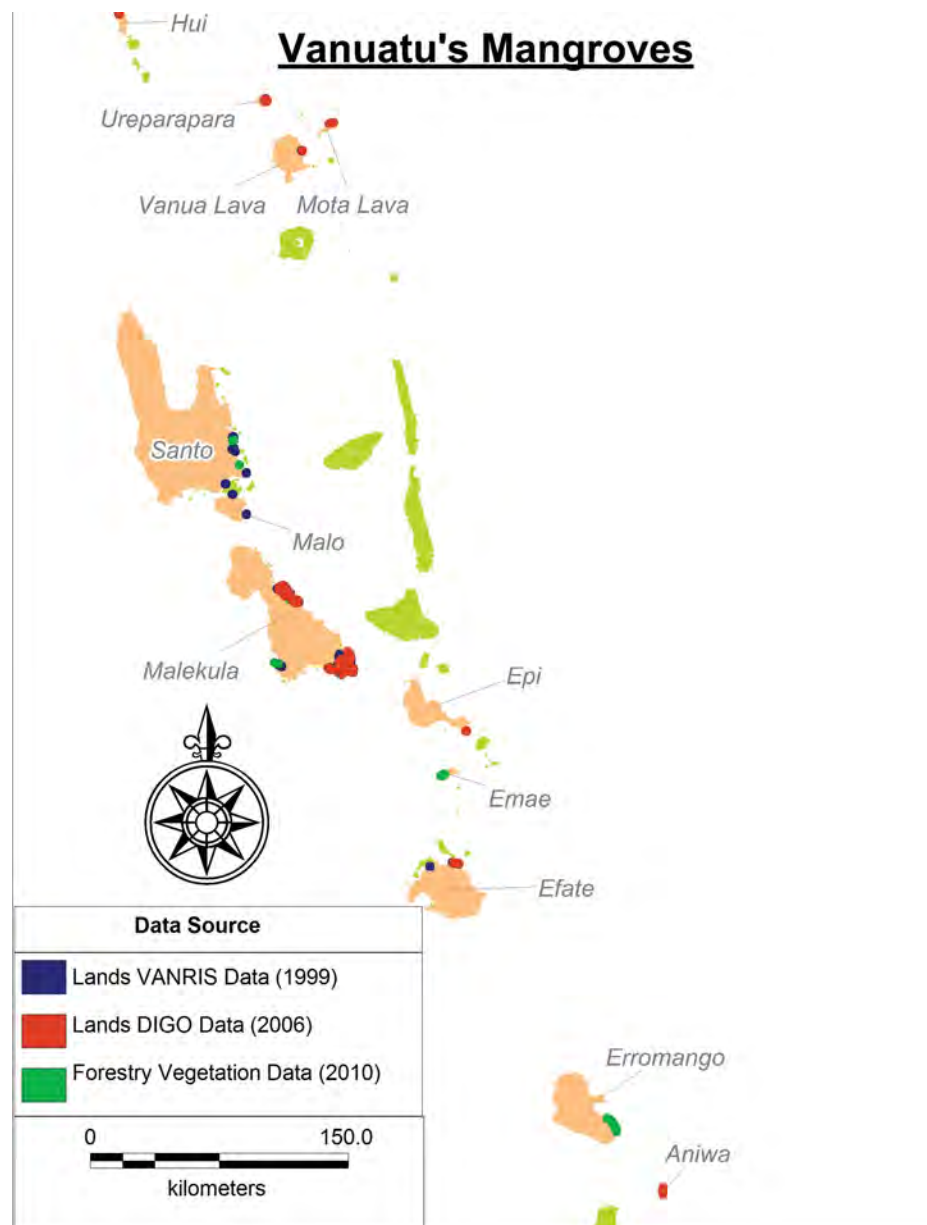 Hui
Vanuatu's Mangroves
Ureparapara
Vanua Lava
Mota Lava
Santo
Malo
Malekula
Epi
Emae
Efate
Data Source
Lands VANRIS Data (1999)
Lands DIGO Data (2006)
Forestry Vegetation Data (2010)
Erromango
0 150.0
kilometers
Aniwa